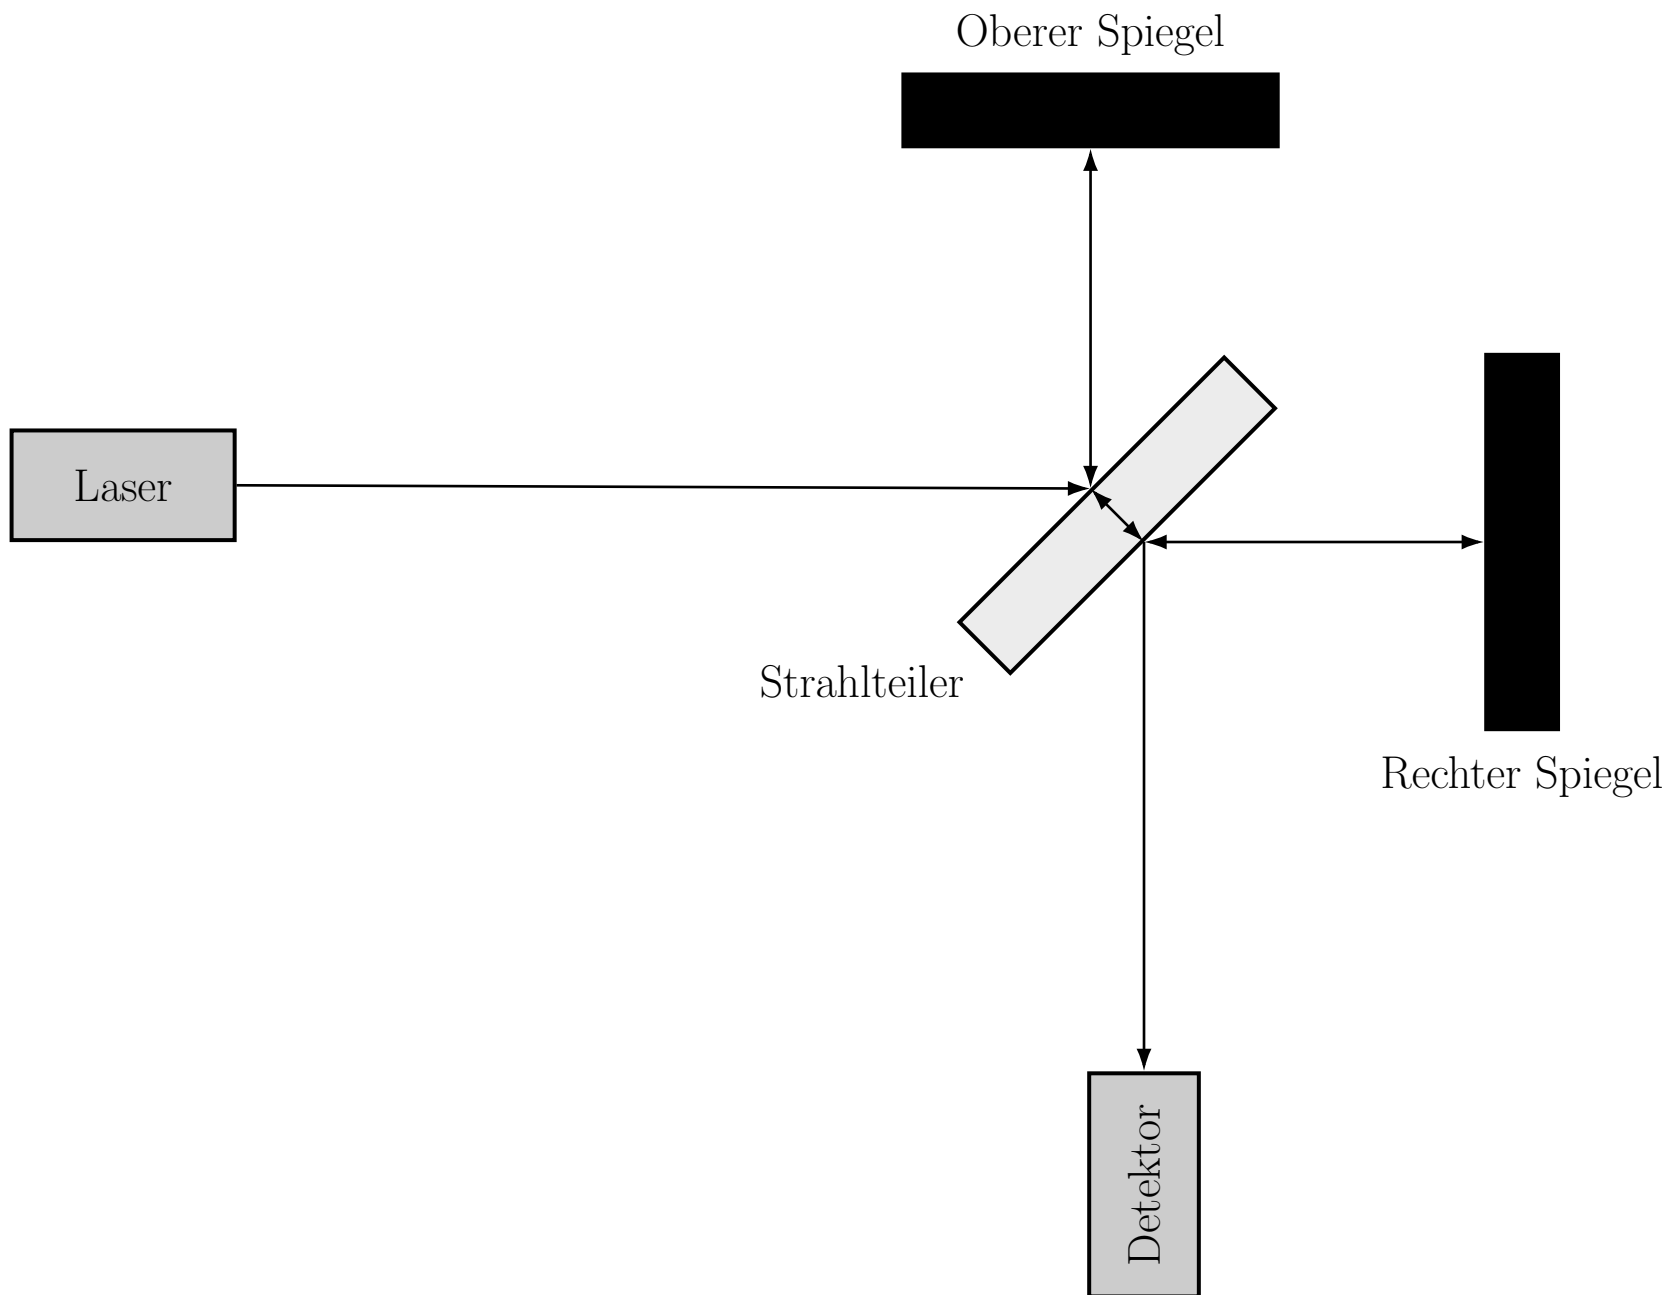 Oberer Spiegel
Laser
Strahlteiler
Rechter Spiegel
Detektor